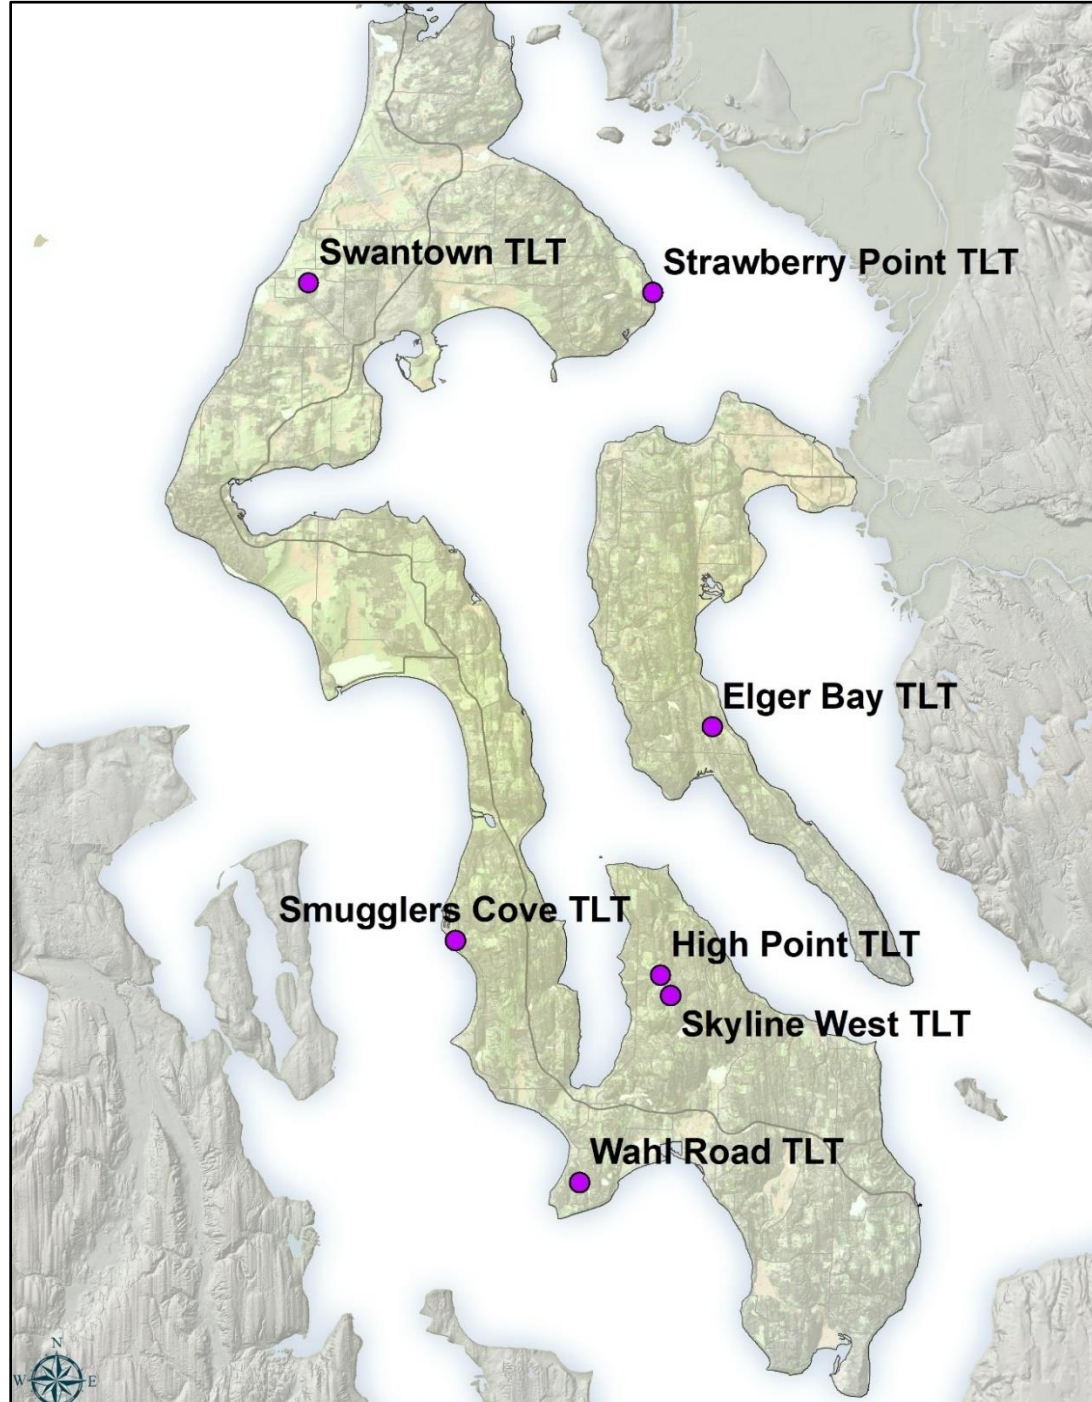 Swantown TLT
Strawberry Point TLT
Elger Bay TLT
Smugglers Cove TLT
High Point TLT
Skyline West TLT
Wahl Road TLT
N
W E